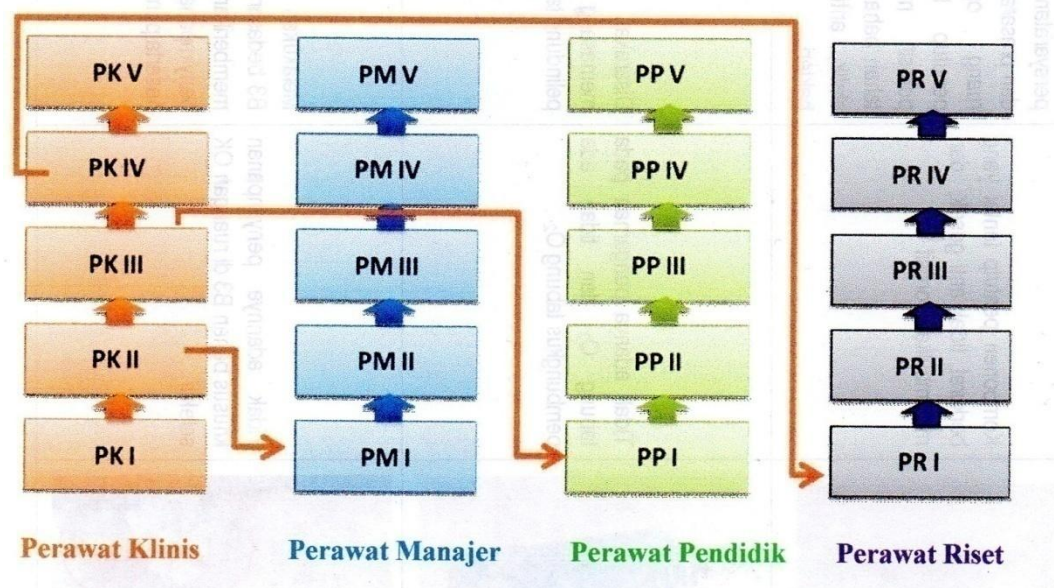 PK V PM V PP V PR V
PK IV PM IV PP IV PR IV
PK III PM III PP III PR III
PK II PM II PP II PR II
PK I PM I PP I PR I
Perawat Klinis Perawat Manajer Perawat Pendidik Perawat Riset